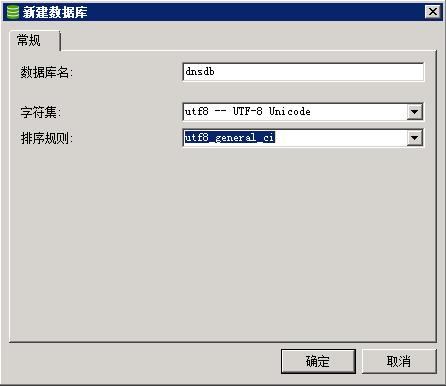 新建数据库
常规
数据库名: dnsdb
字符集: utf8 -- UTF-8 Unicode
排序规则: utf8_general_ci
确定 取消